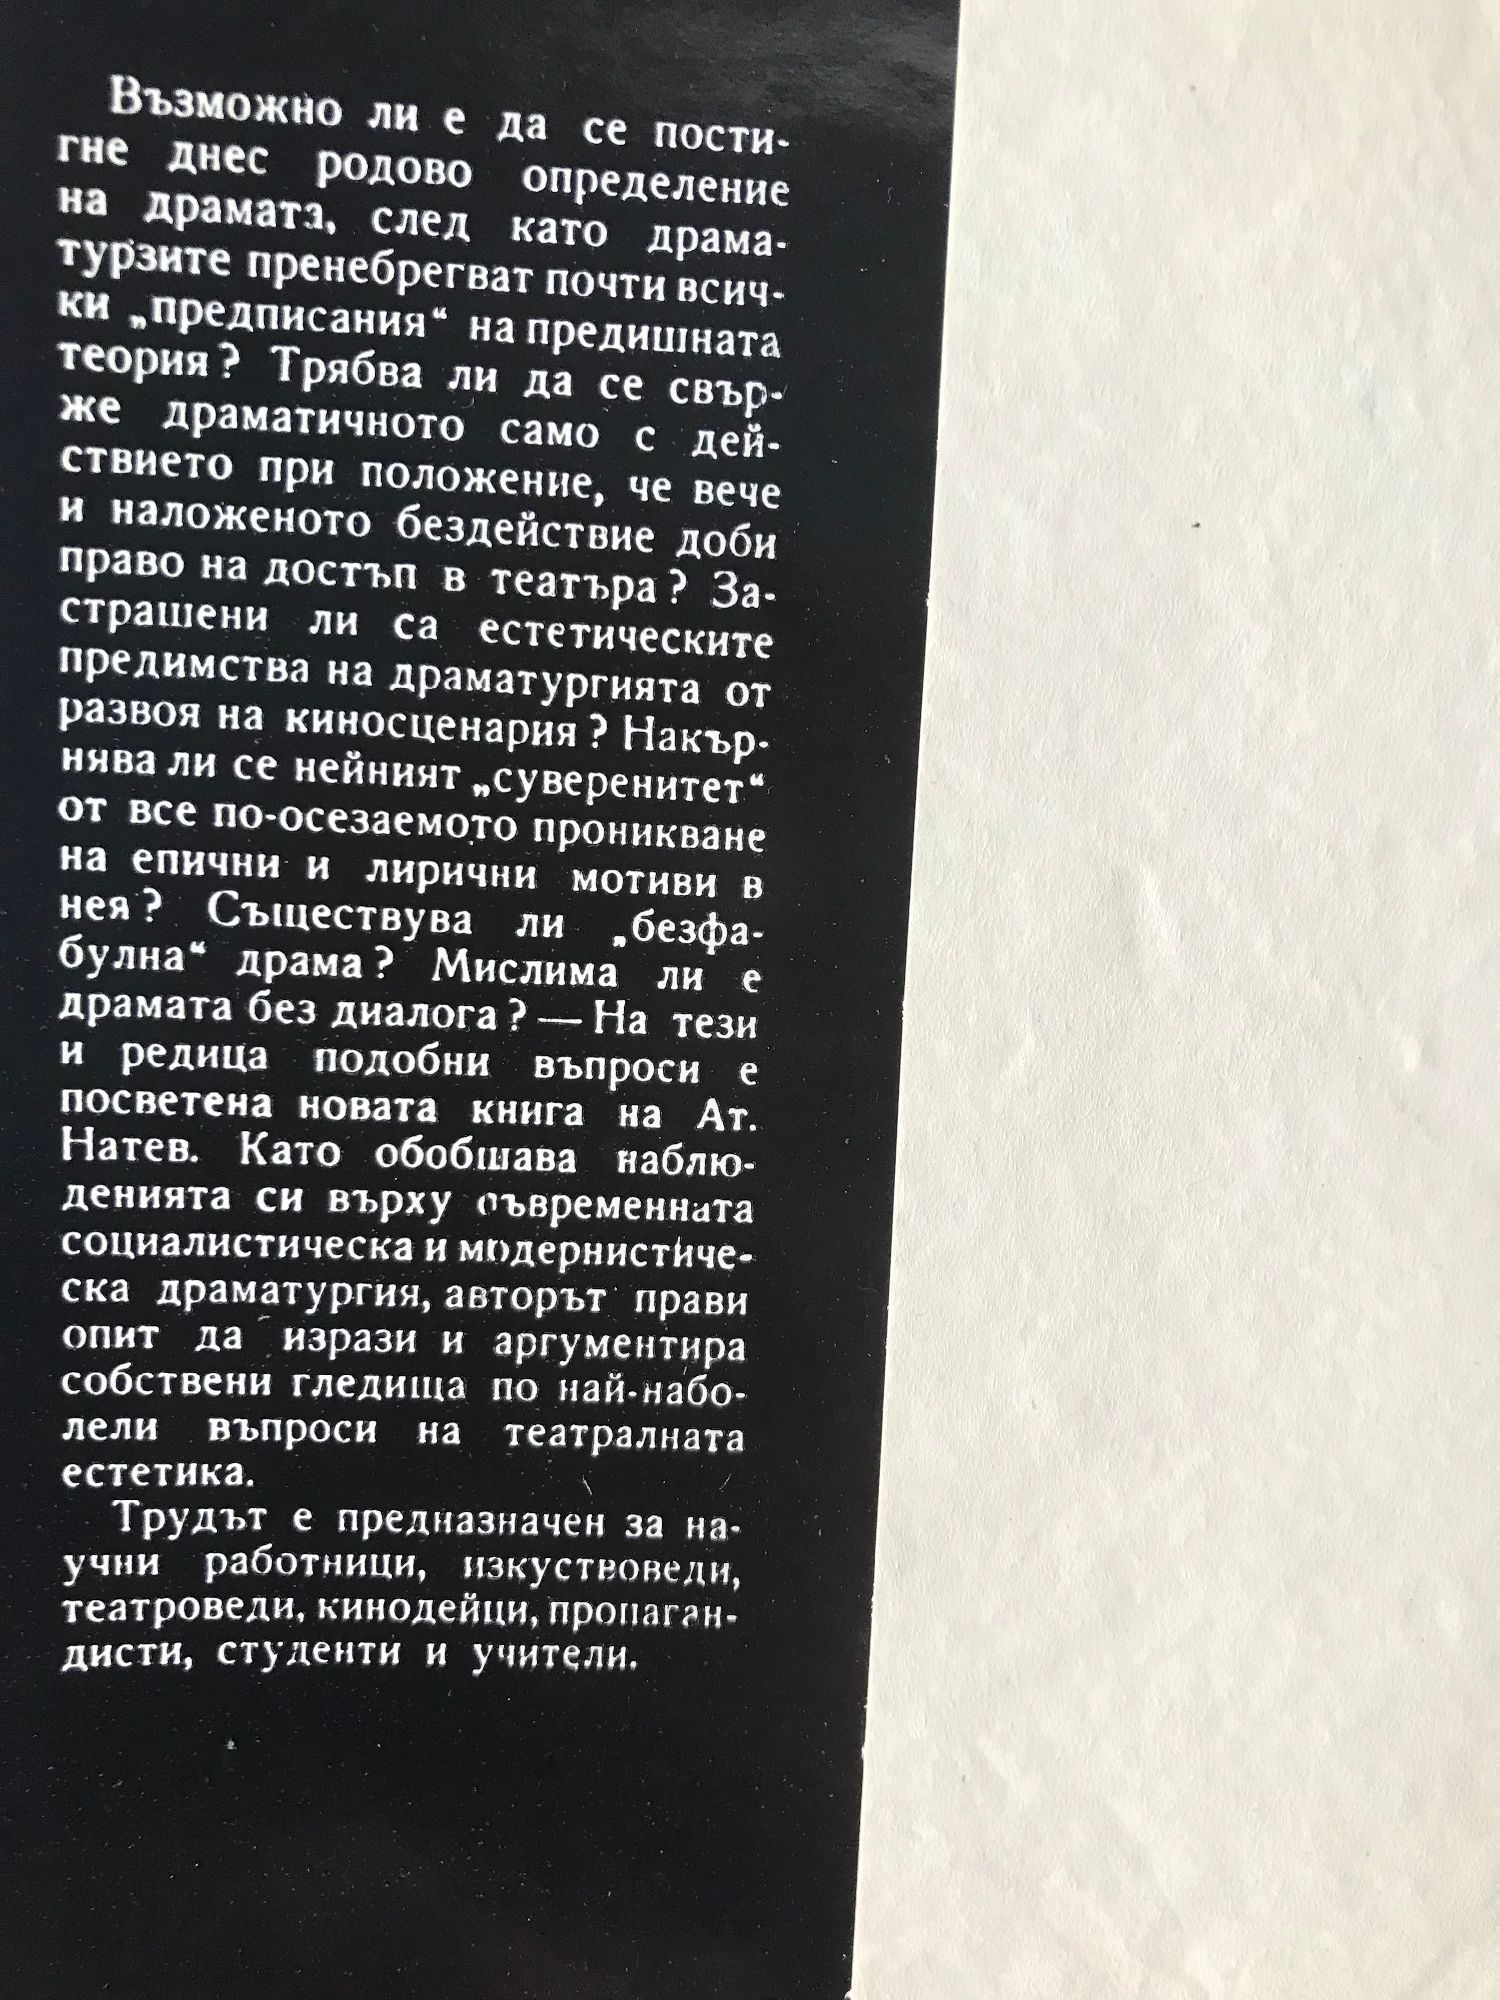 Възможно ли е да се пости-
гне днес родово определение
на драмата, след като драма-
турзите пренебрегват почти всич-
ки „предписания“ на предишната
теория? Трябва ли да се свър-
же драматичното само с дей-
ствието при положение, че вече
и наложеното бездействие доби
право на достъп в театъра? За-
страшени ли са естетическите
предимства на драматургията от
развоя на киносценария? Накър-
нява ли се нейният „суверенитет“
от все по-осезаемото проникване
на епични и лирични мотиви в
нея? Съществува ли „безфа-
булна“ драма? Мислима ли е
драмата без диалога? — На тези
и редица подобни въпроси е
посветена новата книга на Ат.
Натев. Като обобщава наблю-
денията си върху съвременната
социалистическа и модернистиче-
ска драматургия, авторът прави
опит да изрази и аргументира
собствени гледища по най-набо-
лели въпроси на театралната
естетика.
Трудът е предназначен за на-
учни работници, изкуствоведи,
театроведи, кинодейци, пропаган-
дисти, студенти и учители.